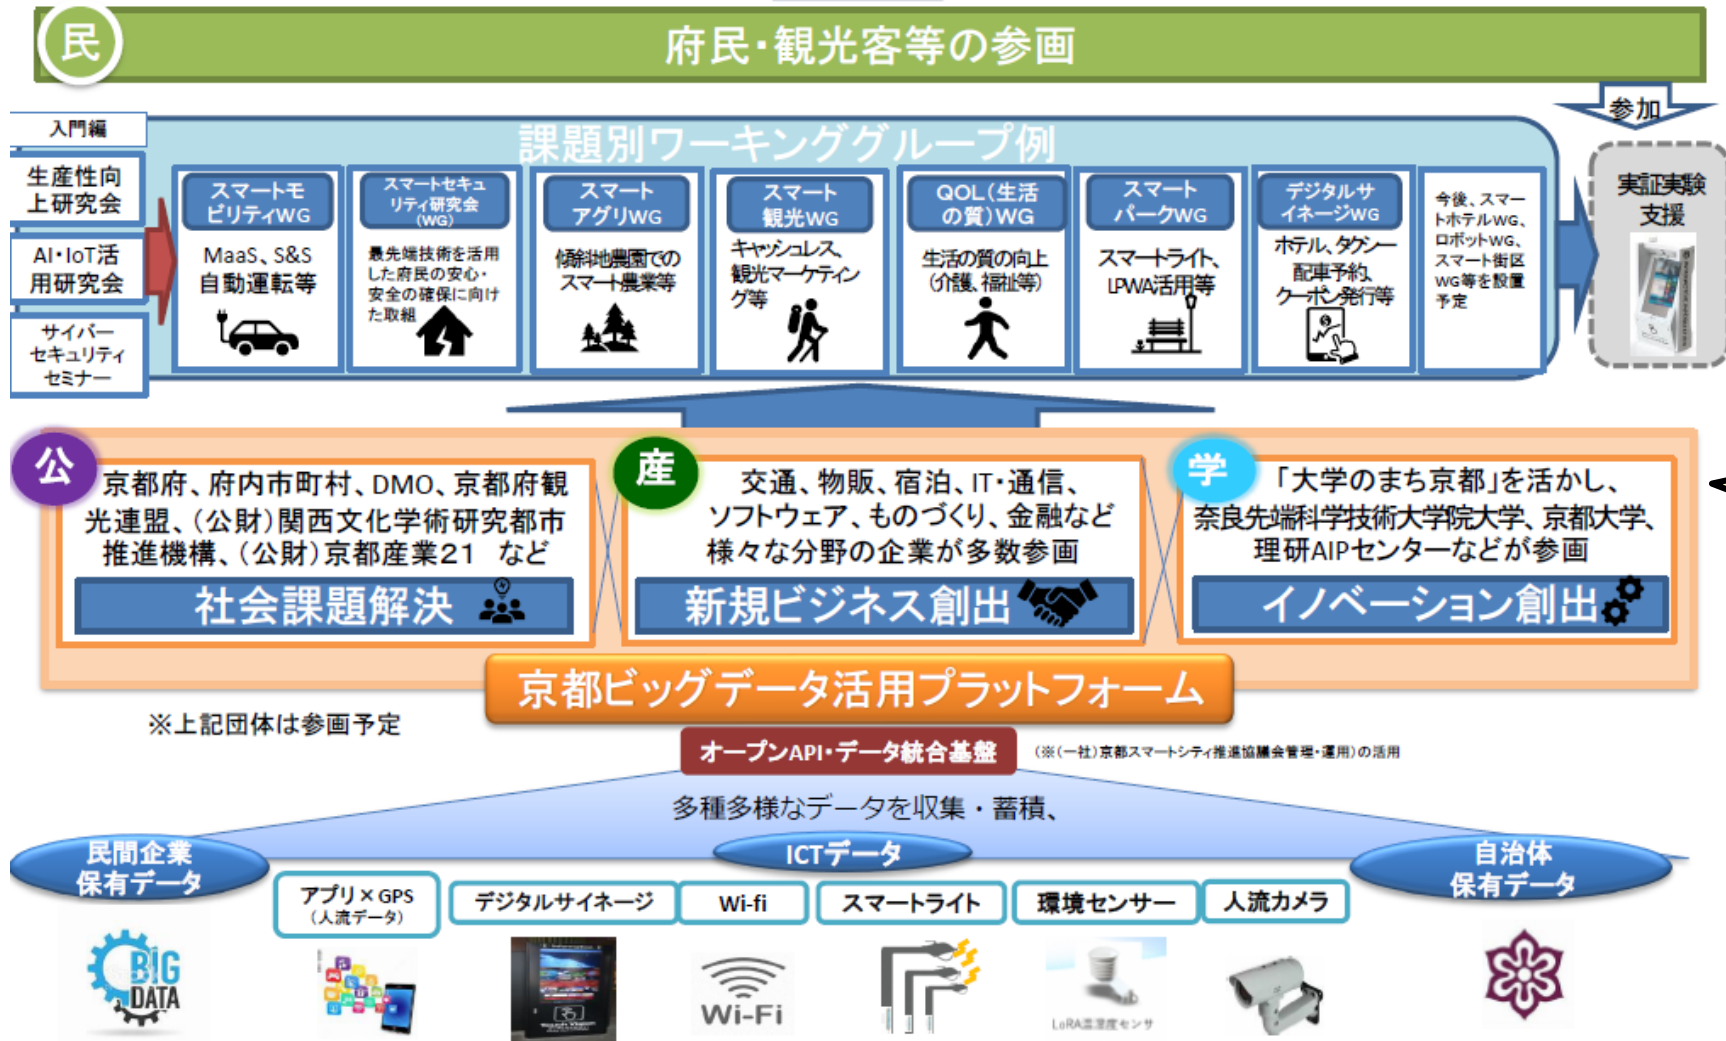 民
府民・観光客等の参画
参加
課題別ワーキンググループ例
入門編
生産性向
上研究会
AI・IoT活
用研究会
サイバー
セキュリティ
セミナー
スマートモ
ビリティWG
MaaS、S&S
自動運転等
スマートセキュ
リティ研究会
(WG)
最先端技術を活用
した府民の安心・
安全の確保に向け
た取組
スマート
アグリWG
傾斜地農園での
スマート農業等
スマート
観光WG
キャッシュレス、
観光マーケティン
グ等
QOL(生活
の質)WG
生活の質の向上
(介護、福祉等)
スマート
パークWG
スマートライト、
LPWA活用等
デジタルサ
イネージWG
ホテル、タクシー
配車予約、
クーポン発行等
今後、スマー
トホテルWG、
ロボットWG、
スマート街区
WG等を設置
予定
実証実験
支援
公
京都府、府内市町村、DMO、京都府観
光連盟、(公財)関西文化学術研究都市
推進機構、(公財)京都産業21 など
社会課題解決
産
交通、物販、宿泊、IT・通信、
ソフトウェア、ものづくり、金融など
様々な分野の企業が多数参画
新規ビジネス創出
学
「大学のまち京都」を活かし、
奈良先端科学技術大学院大学、京都大学、
理研AIPセンターなどが参画
イノベーション創出
京都ビッグデータ活用プラットフォーム
※上記団体は参画予定
オープンAPI・データ統合基盤
(※(一社)京都スマートシティ推進協議会管理・運用)の活用
多種多様なデータを収集・蓄積、
民間企業
保有データ
ICTデータ
自治体
保有データ
アプリ×GPS
(人流データ)
デジタルサイネージ
Wi-fi
スマートライト
環境センサー
人流カメラ
BIG
DATA
Wi-Fi
LoRA温湿度センサ